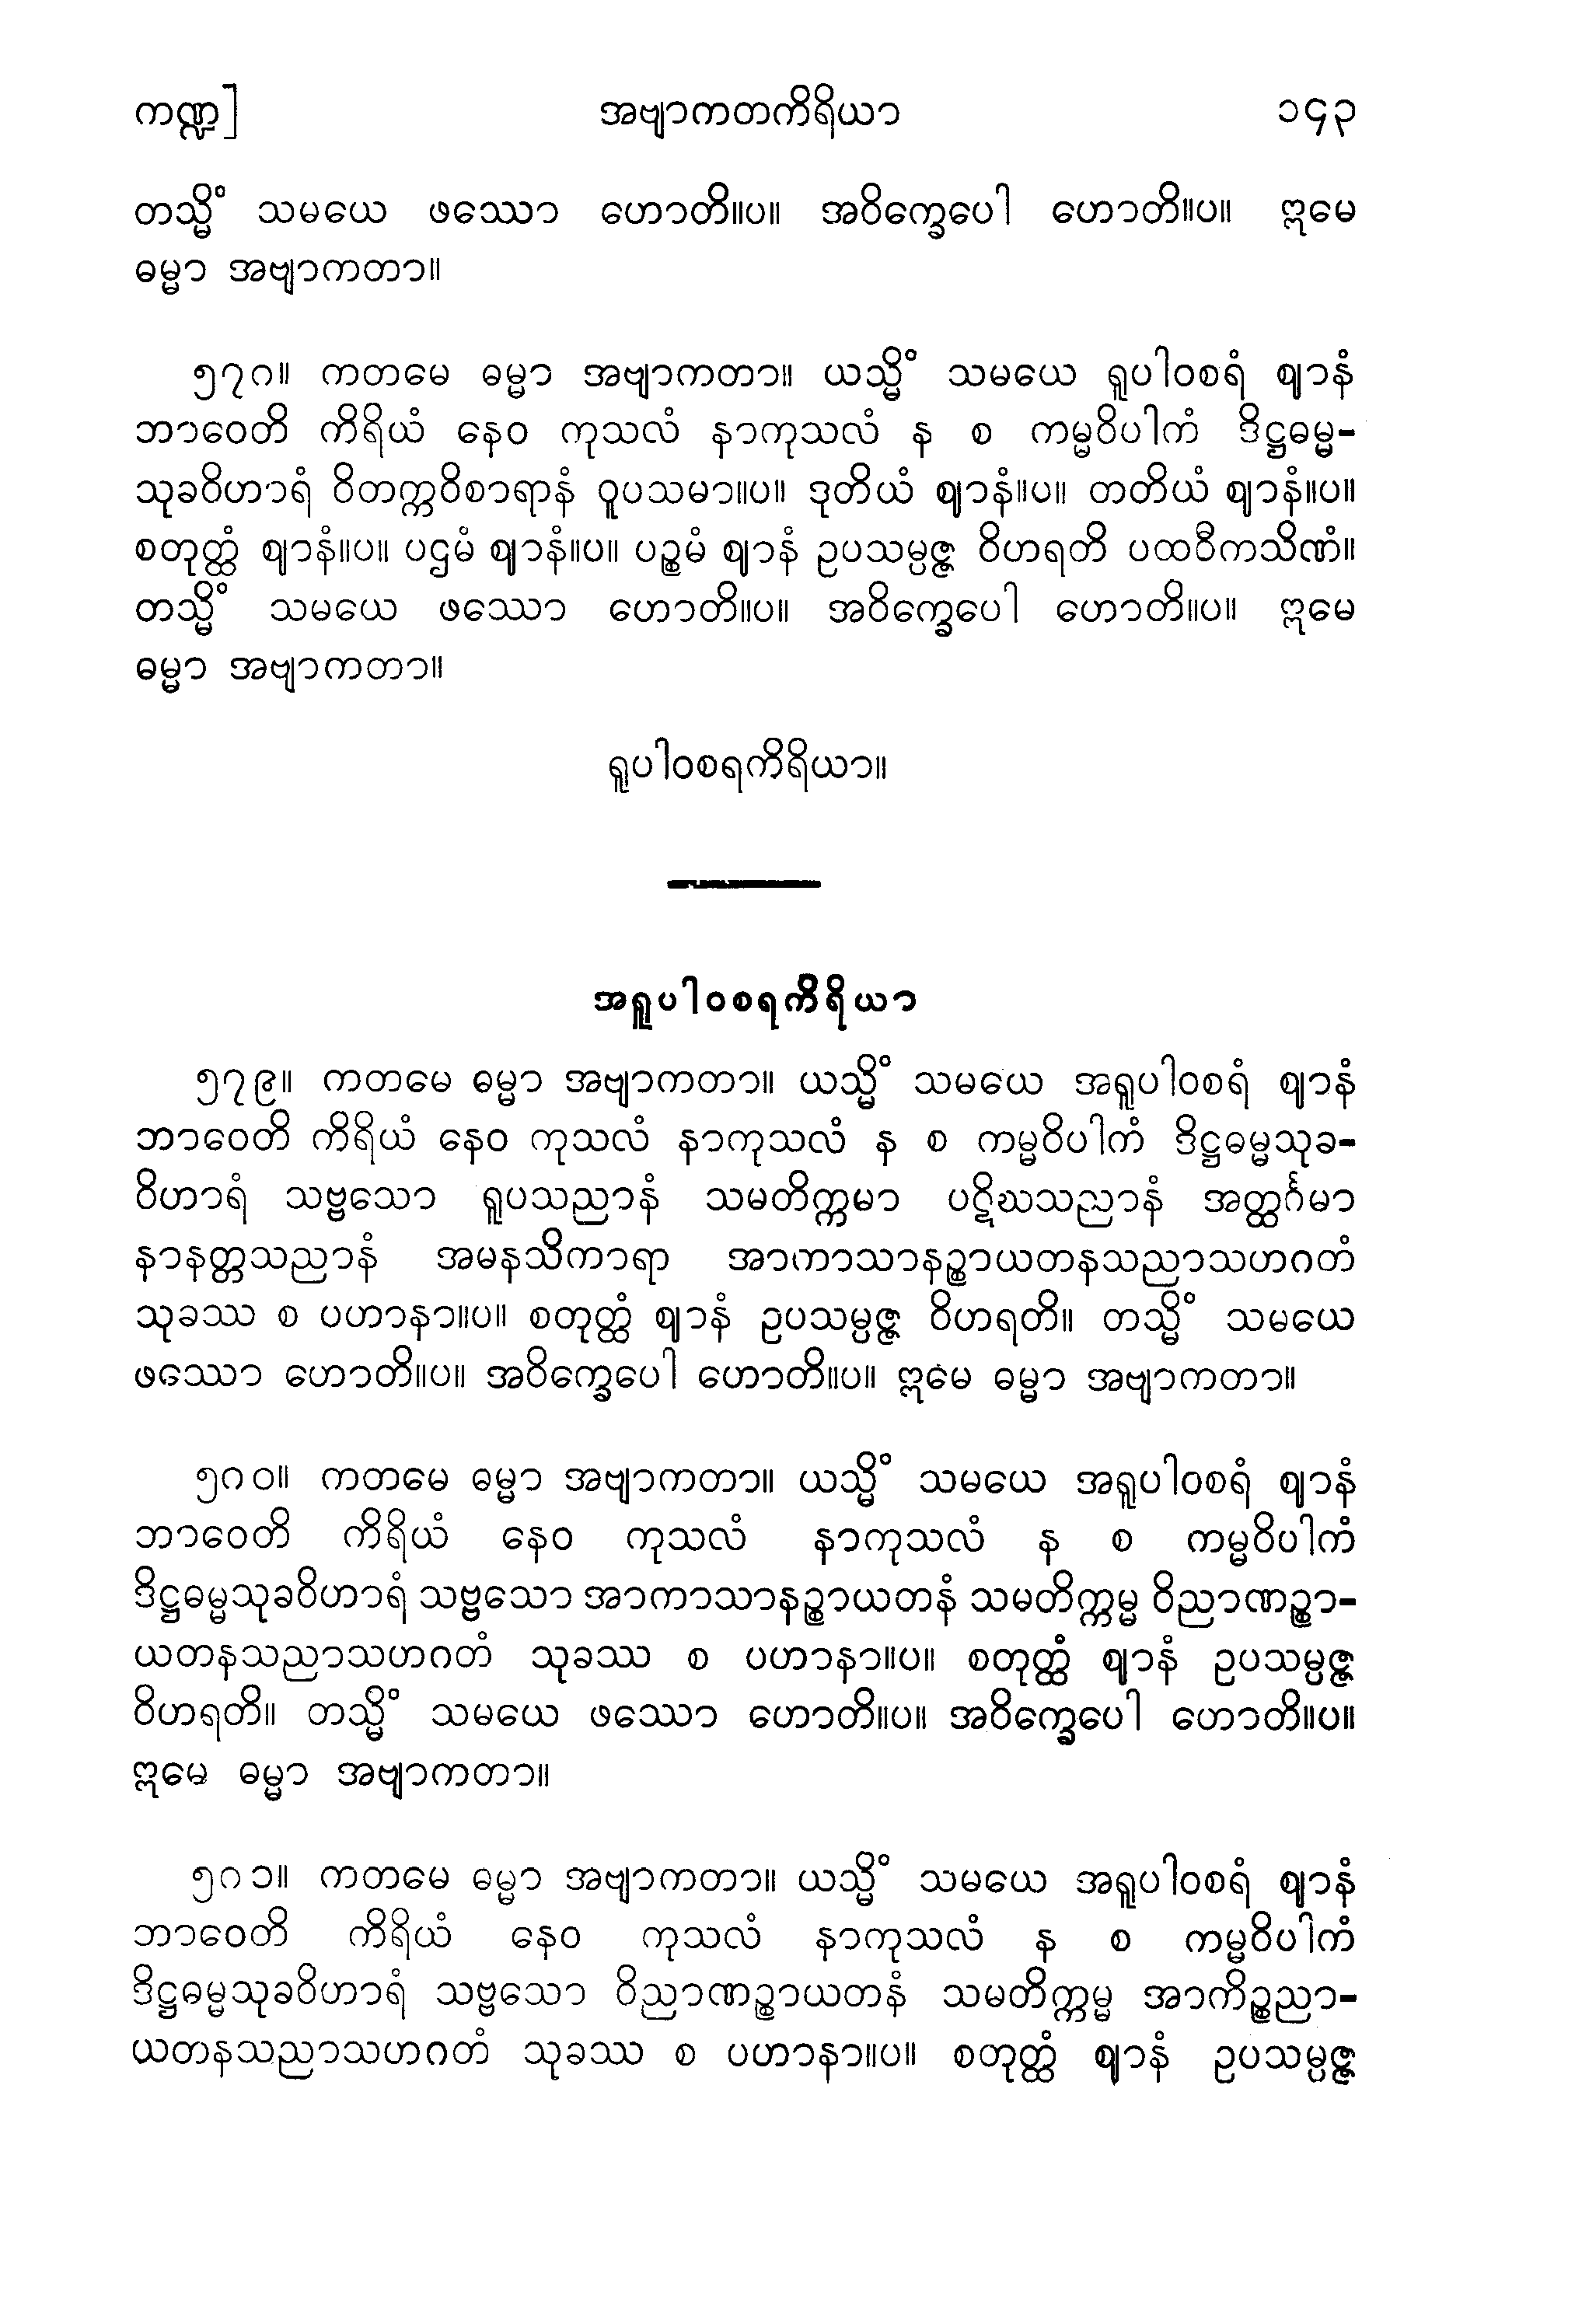 ကဏ္ဍ] အဗျာကတကိရိယာ ၁၄၃
တသ္မိံ သမယေ ဖဿော ဟောတိ။ပ။ အဝိက္ခေပေါ ဟောတိ။ပ။ ဣမေ
ဓမ္မာ အဗျာကတာ။
၅၇၈။ ကတမေ ဓမ္မာ အဗျာကတာ။ ယသ္မိံ သမယေ ရူပါဝစရံ ဈာနံ
ဘာဝေတိ ကိရိယံ နေဝ ကုသလံ နာကုသလံ န စ ကမ္မဝိပါကံ ဒိဋ္ဌဓမ္မ-
သုခဝိဟာရံ ဝိတက္ကဝိစာရာနံ ဝူပသမာ။ပ။ ဒုတိယံ ဈာနံ။ပ။ တတိယံ ဈာနံ။ပ။
စတုတ္ထံ ဈာနံ။ပ။ ပဌမံ ဈာနံ။ပ။ ပဉ္စမံ ဈာနံ ဥပသမ္ပဇ္ဇ ဝိဟရတိ ပထဝီကသိဏံ။
တသ္မိံ သမယေ ဖဿော ဟောတိ။ပ။ အဝိက္ခေပေါ ဟောတိ။ပ။ ဣမေ
ဓမ္မာ အဗျာကတာ။
ရူပါဝစရကိရိယာ။
အရူပါဝစရကိရိယာ
၅၇၉။ ကတမေ ဓမ္မာ အဗျာကတာ။ ယသ္မိံ သမယေ အရူပါဝစရံ ဈာနံ
ဘာဝေတိ ကိရိယံ နေဝ ကုသလံ နာကုသလံ န စ ကမ္မဝိပါကံ ဒိဋ္ဌဓမ္မသုခ-
ဝိဟာရံ သဗ္ဗသော ရူပသညာနံ သမတိက္ကမာ ပဋိဃသညာနံ အတ္ထင်္ဂမာ
နာနတ္တသညာနံ အမနသိကာရာ အာကာသာနဉ္စာယတနသညာသဟဂတံ
သုခဿ စ ပဟာနာ။ပ။ စတုတ္ထံ ဈာနံ ဥပသမ္ပဇ္ဇ ဝိဟရတိ။ တသ္မိံ သမယေ
ဖဿော ဟောတိ။ပ။ အဝိက္ခေပေါ ဟောတိ။ပ။ ဣမေ ဓမ္မာ အဗျာကတာ။
၅၈၀။ ကတမေ ဓမ္မာ အဗျာကတာ။ ယသ္မိံ သမယေ အရူပါဝစရံ ဈာနံ
ဘာဝေတိ ကိရိယံ နေဝ ကုသလံ နာကုသလံ န စ ကမ္မဝိပါကံ
ဒိဋ္ဌဓမ္မသုခဝိဟာရံ သဗ္ဗသော အာကာသာနဉ္စာယတနံ သမတိက္ကမ္မ ဝိညာဏဉ္စာ-
ယတနသညာသဟဂတံ သုခဿ စ ပဟာနာ။ပ။ စတုတ္ထံ ဈာနံ ဥပသမ္ပဇ္ဇ
ဝိဟရတိ။ တသ္မိံ သမယေ ဖဿော ဟောတိ။ပ။ အဝိက္ခေပေါ ဟောတိ။ပ။
ဣမေ ဓမ္မာ အဗျာကတာ။
၅၈၁။ ကတမေ ဓမ္မာ အဗျာကတာ။ ယသ္မိံ သမယေ အရူပါဝစရံ ဈာနံ
ဘာဝေတိ ကိရိယံ နေဝ ကုသလံ နာကုသလံ န စ ကမ္မဝိပါကံ
ဒိဋ္ဌဓမ္မသုခဝိဟာရံ သဗ္ဗသော ဝိညာဏဉ္စာယတနံ သမတိက္ကမ္မ အာကိဉ္စညာ-
ယတနသညာသဟဂတံ သုခဿ စ ပဟာနာ။ပ။ စတုတ္ထံ ဈာနံ ဥပသမ္ပဇ္ဇ